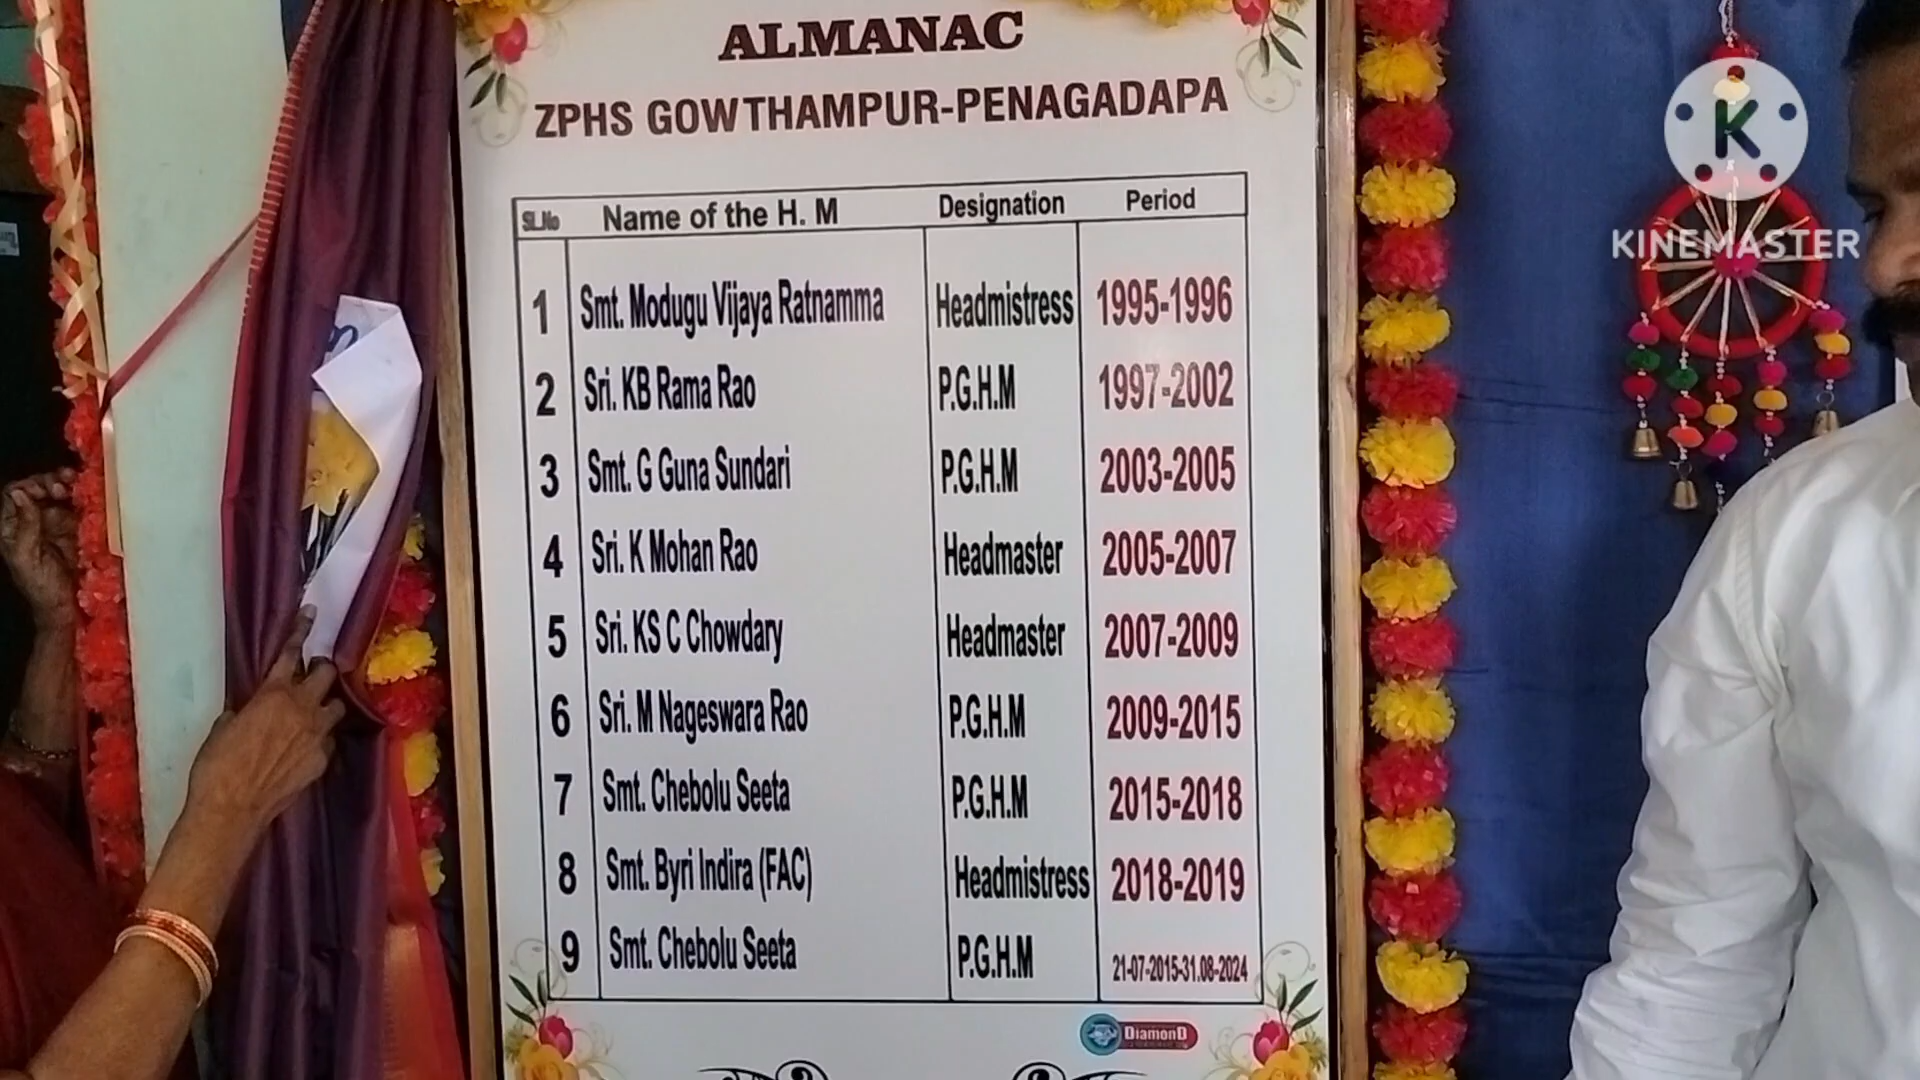 ALMANAC
ZPHS GOWTHAMPUR-PENAGADAPA
SL.No Name of the H. M Designation Period
1 Smt. Modugu Vijaya Ratnamma Headmistress 1995-1996
2 Sri. KB Rama Rao P.G.H.M 1997-2002
3 Smt. G Guna Sundari P.G.H.M 2003-2005
4 Sri. K Mohan Rao Headmaster 2005-2007
5 Sri. KS C Chowdary Headmaster 2007-2009
6 Sri. M Nageswara Rao P.G.H.M 2009-2015
7 Smt. Chebolu Seeta P.G.H.M 2015-2018
8 Smt. Byri Indira (FAC) Headmistress 2018-2019
9 Smt. Chebolu Seeta P.G.H.M 21-07-2015-31.08-2024
DiamonD
K
KINEMASTER